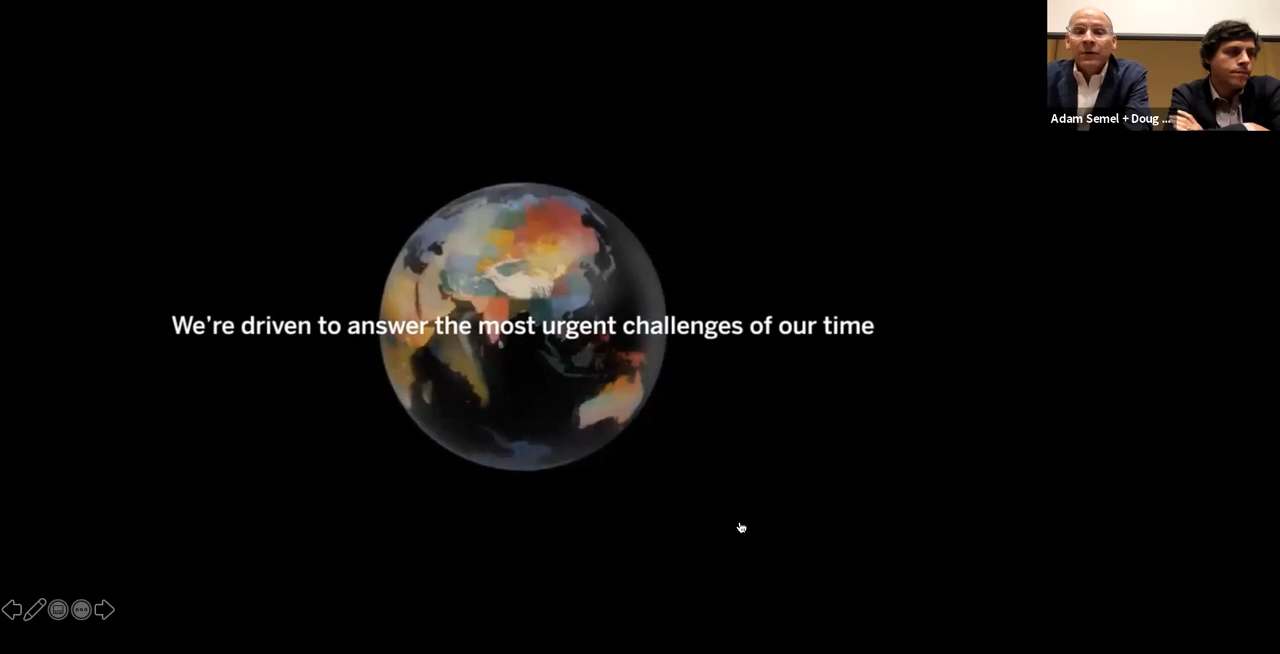 Adam Semel + Doug ...
We're driven to answer the most urgent challenges of our time